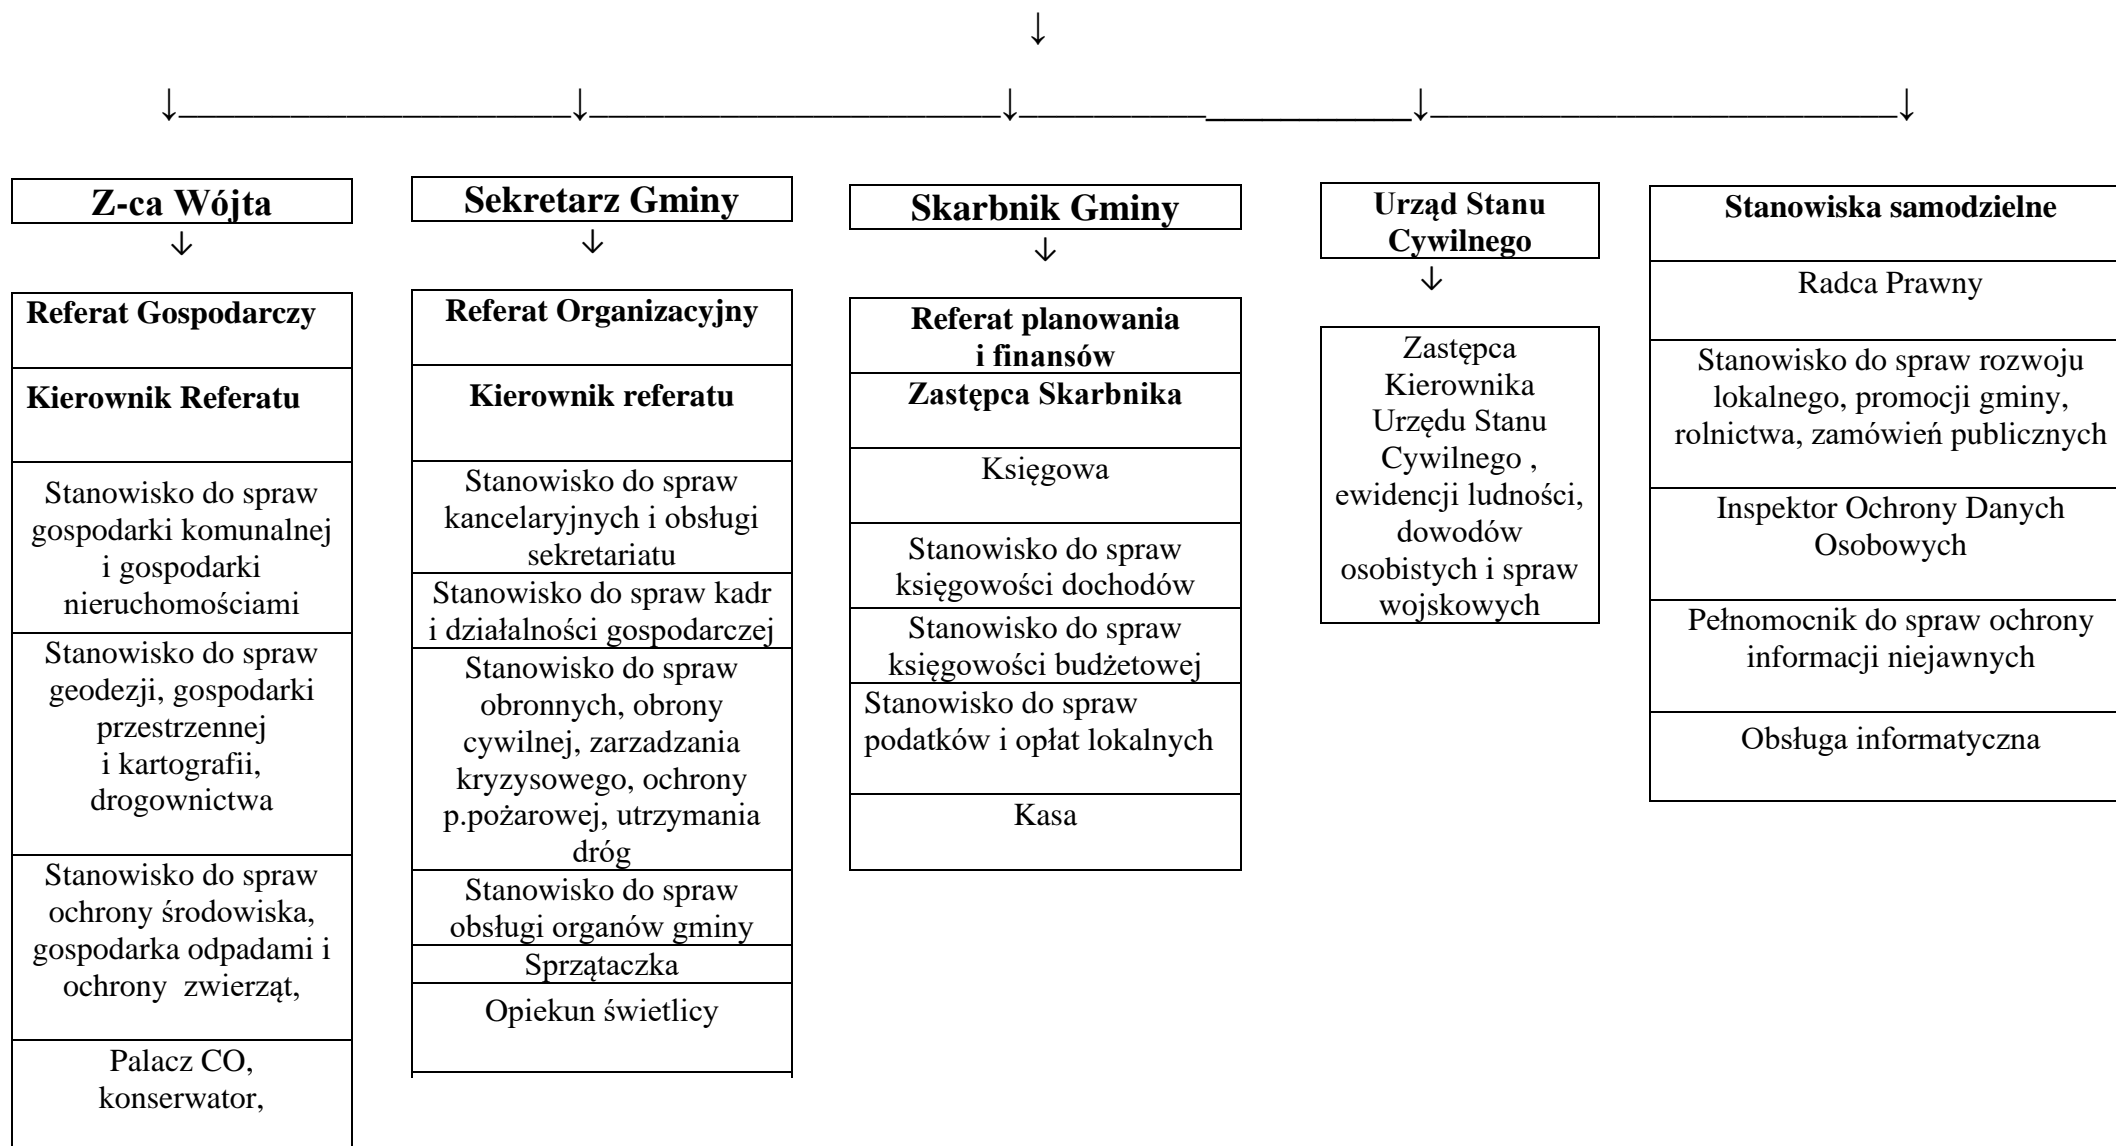 Z-ca Wójta
Referat Gospodarczy
Kierownik Referatu
Stanowisko do spraw
gospodarki komunalnej
i gospodarki
nieruchomościami
Stanowisko do spraw
geodezji, gospodarki
przestrzennej
i kartografii,
drogownictwa
Stanowisko do spraw
ochrony środowiska,
gospodarka odpadami i
ochrony zwierząt,
Palacz CO,
konserwator,
Sekretarz Gminy
Referat Organizacyjny
Kierownik referatu
Stanowisko do spraw
kancelaryjnych i obsługi
sekretariatu
Stanowisko do spraw kadr
i działalności gospodarczej
Stanowisko do spraw
obronnych, obrony
cywilnej, zarzadzania
kryzysowego, ochrony
p.pożarowej, utrzymania
dróg
Stanowisko do spraw
obsługi organów gminy
Sprzątaczka
Opiekun świetlicy
Skarbnik Gminy
Referat planowania
i finansów
Zastępca Skarbnika
Księgowa
Stanowisko do spraw
księgowości dochodów
Stanowisko do spraw
księgowości budżetowej
Stanowisko do spraw
podatków i opłat lokalnych
Kasa
Urząd Stanu
Cywilnego
Zastępca
Kierownika
Urzędu Stanu
Cywilnego ,
ewidencji ludności,
dowodów
osobistych i spraw
wojskowych
Stanowiska samodzielne
Radca Prawny
Stanowisko do spraw rozwoju
lokalnego, promocji gminy,
rolnictwa, zamówień publicznych
Inspektor Ochrony Danych
Osobowych
Pełnomocnik do spraw ochrony
informacji niejawnych
Obsługa informatyczna